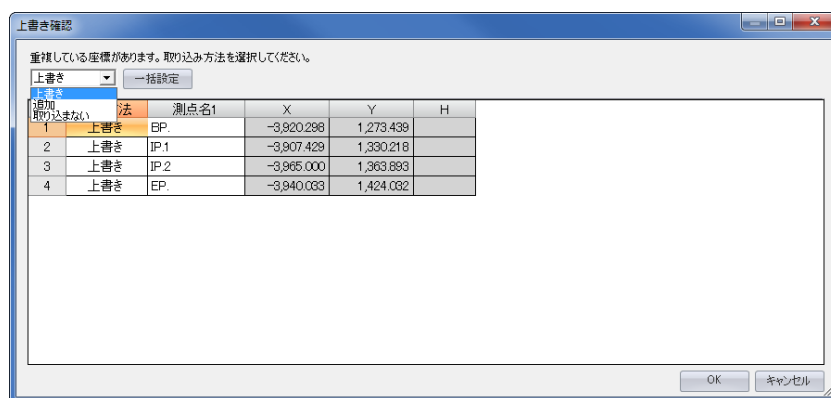 上書き確認
重複している座標があります。取り込み方法を選択してください。
上書き 一括設定
上書き
追加
取り込まない
法 測点名1 X Y H
1 上書き BP. -3,920.298 1,273.439
2 上書き IP.1 -3,907.429 1,330.218
3 上書き IP.2 -3,965.000 1,363.893
4 上書き EP. -3,940.033 1,424.032
OK キャンセル